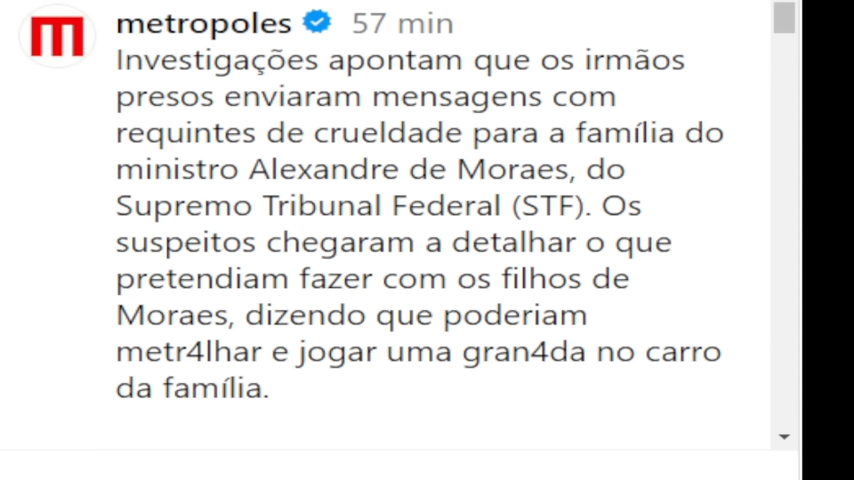 metropoles 57 min
Investigações apontam que os irmãos
presos enviaram mensagens com
requintes de crueldade para a família do
ministro Alexandre de Moraes, do
Supremo Tribunal Federal (STF). Os
suspeitos chegaram a detalhar o que
pretendiam fazer com os filhos de
Moraes, dizendo que poderiam
metr4lhar e jogar uma gran4da no carro
da família.